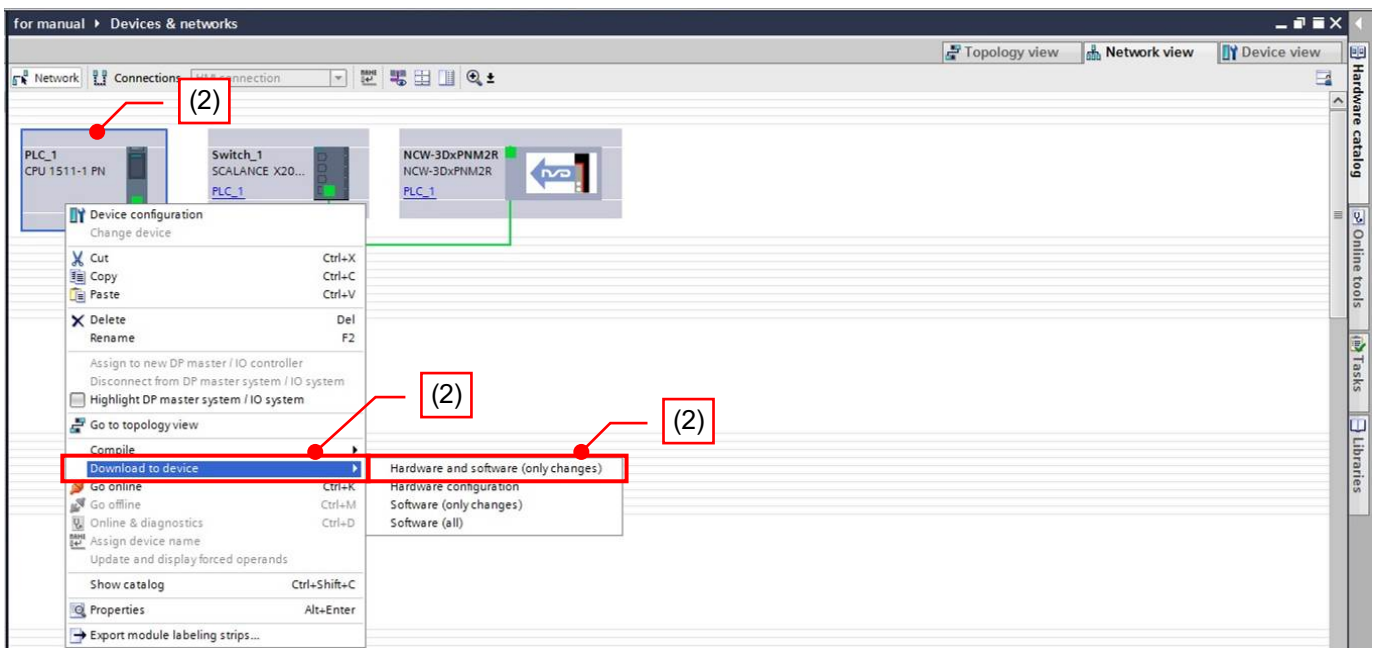 for manual ▸ Devices & networks
Topology view Network view Device view
Network Connections HMI connection
(2)
PLC_1
CPU 1511-1 PN
Switch_1
SCALANCE X20...
PLC_1
NCW-3DxPNM2R
NCW-3DxPNM2R
PLC_1
Device configuration
Change device
Cut Ctrl+X
Copy Ctrl+C
Paste Ctrl+V
Delete Del
Rename F2
Assign to new DP master / IO controller
Disconnect from DP master system / IO system
Highlight DP master system / IO system
(2)
Go to topology view
(2)
Compile
Download to device
Hardware and software (only changes)
Go online Ctrl+K
Hardware configuration
Go offline Ctrl+M
Software (only changes)
Online & diagnostics Ctrl+D
Software (all)
Assign device name
Update and display forced operands
Show catalog Ctrl+Shift+C
Properties Alt+Enter
Export module labeling strips...
Hardware catalog
Online tools
Tasks
Libraries